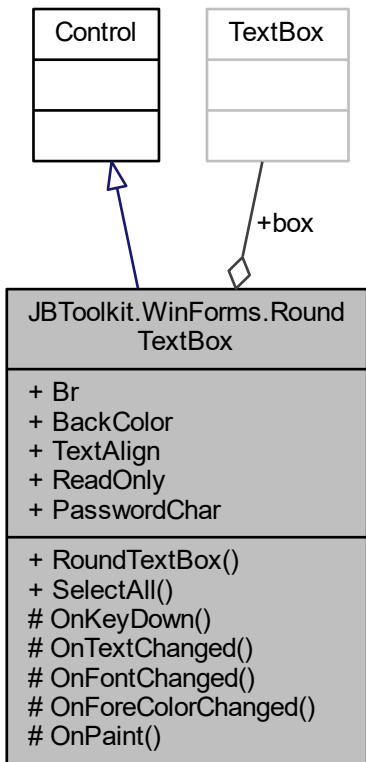 Control
TextBox
+box
JBToolkit.WinForms.Round
TextBox
+ Br
+ BackColor
+ TextAlign
+ ReadOnly
+ PasswordChar
+ RoundTextBox()
+ SelectAll()
# OnKeyDown()
# OnTextChanged()
# OnFontChanged()
# OnForeColorChanged()
# OnPaint()